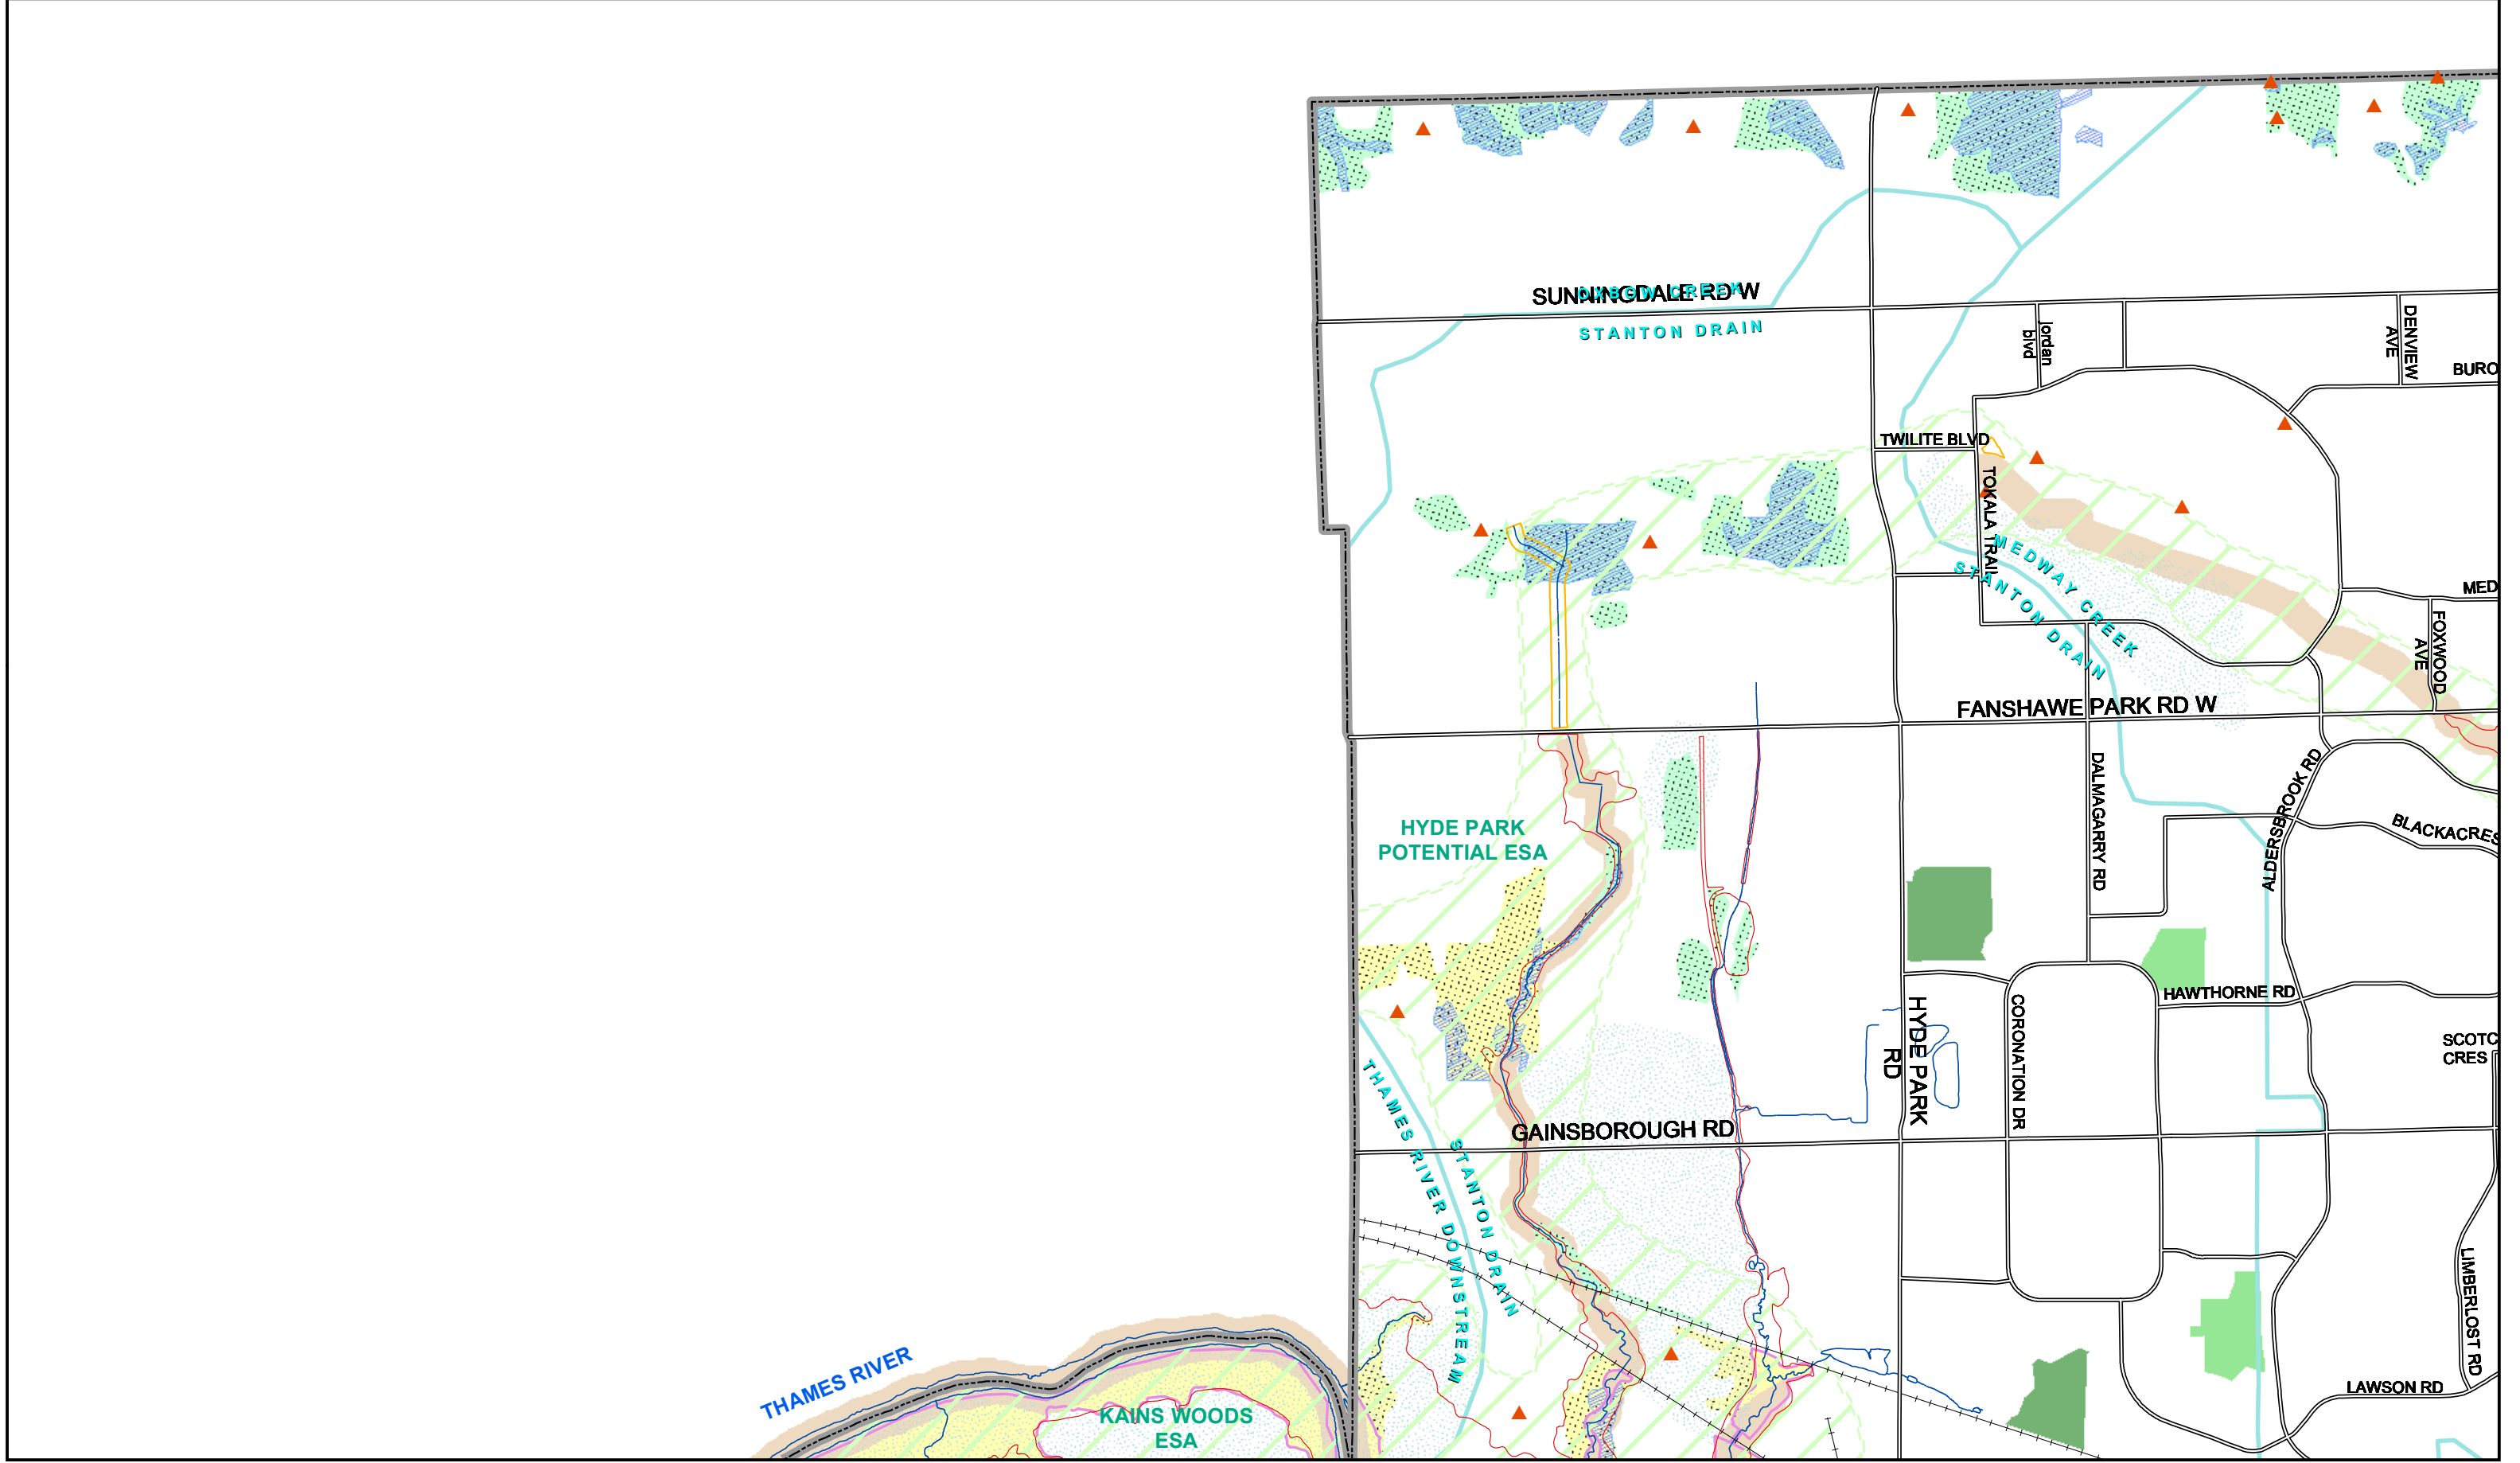 SUNNINGDALE RD W
OXBOW CREEK
STANTON DRAIN
Jordan
blvd
DENVIEW
AVE
BURO
TWILITE BLVD
TOKALA TRAIL
MEDWAY CREEK
STANTON DRAIN
MED
FOXWOOD
AVE
FANSHAWE PARK RD W
DALMAGARRY RD
ALDERSBROOK RD
BLACKACRES
HYDE PARK
POTENTIAL ESA
HAWTHORNE RD
HYDE PARK
RD
CORONATION DR
SCOTC
CRES
THAMES RIVER DOWNSTREAM
STANTON DRAIN
GAINSBOROUGH RD
LIMBERLOST RD
LAWSON RD
THAMES RIVER
KAINS WOODS
ESA